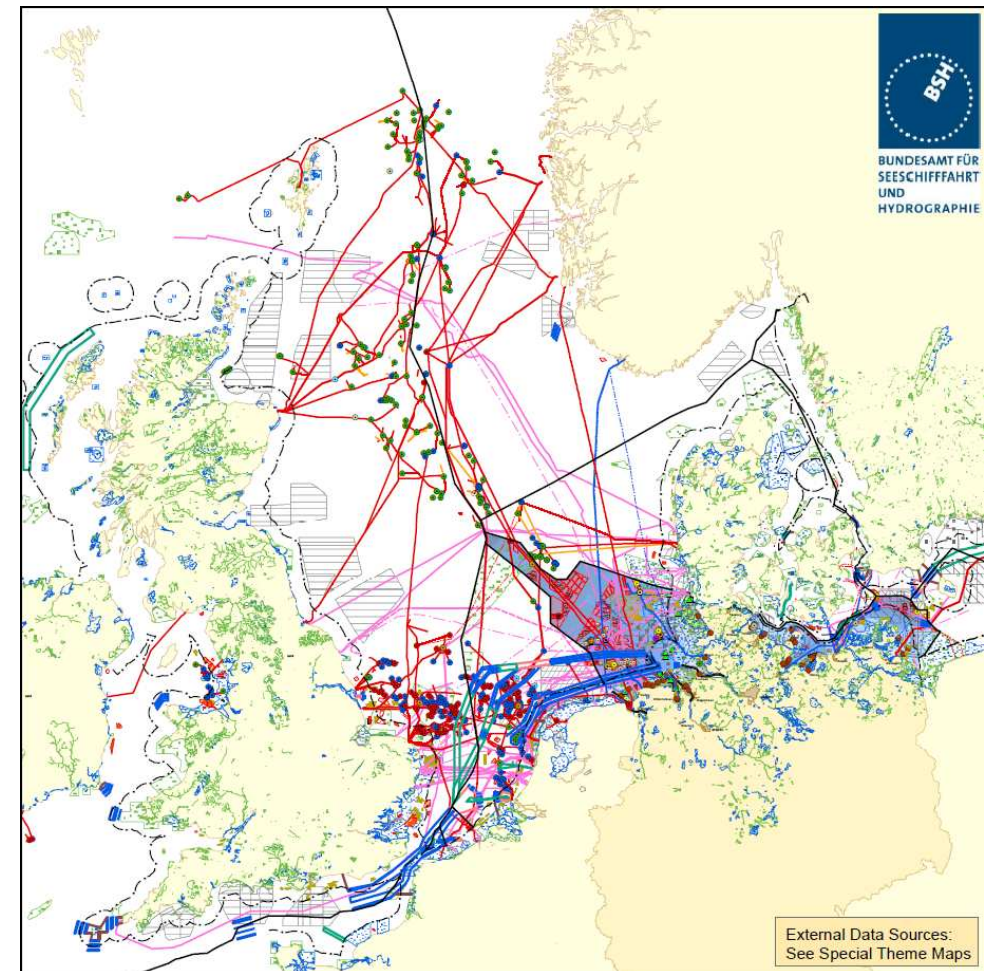 BSH
BUNDESAMT FÜR
SEESCHIFFFAHRT
UND
HYDROGRAPHIE
External Data Sources:
See Special Theme Maps